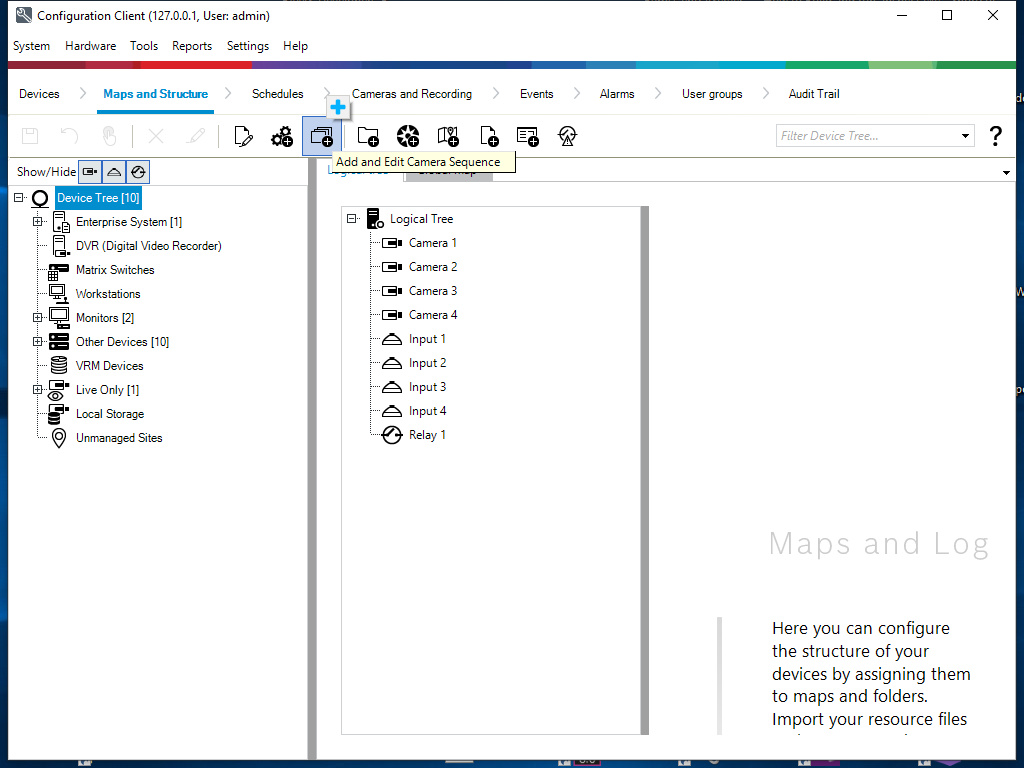 Configuration Client (127.0.0.1, User: admin)
System Hardware Tools Reports Settings Help
Devices Maps and Structure Schedules Cameras and Recording Events Alarms User groups Audit Trail
Filter Device Tree...
?
Add and Edit Camera Sequence
Show/Hide
Device Tree [10]
Enterprise System [1]
DVR (Digital Video Recorder)
Matrix Switches
Workstations
Monitors [2]
Other Devices [10]
VRM Devices
Live Only [1]
Local Storage
Unmanaged Sites
Logical Tree
Camera 1
Camera 2
Camera 3
Camera 4
Input 1
Input 2
Input 3
Input 4
Relay 1
Maps and Log
Here you can configure
the structure of your
devices by assigning them
to maps and folders.
Import your resource files